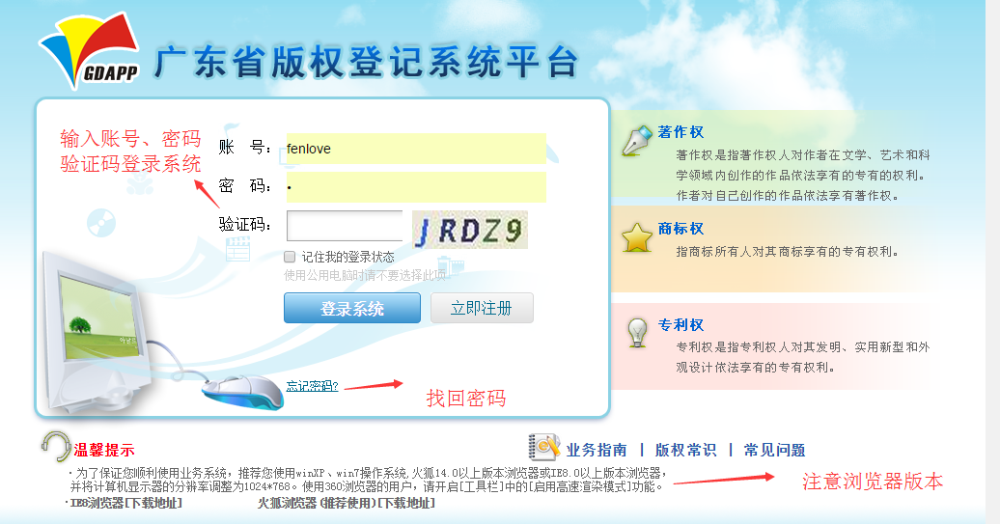 GDAPP
广东省版权登记系统平台
输入账号、密码
验证码登录系统
账 号：
fenlove
密 码：
验证码：
JRDZ9
记住我的登录状态
使用公用电脑时请不要选择此项
登录系统
立即注册
忘记密码?
找回密码
著作权
著作权是指著作权人对作者在文学、艺术和科
学领域内创作的作品依法享有的专有的权利。
作者对自己创作的作品依法享有著作权。
商标权
指商标所有人对其商标享有的专有权利。
专利权
专利权是指专利权人对其发明、实用新型和外
观设计依法享有的专有权利。
温馨提示
业务指南 | 版权常识 | 常见问题
·为了保证您顺利使用业务系统，推荐您使用winXP、win7操作系统,火狐14.0以上版本浏览器或IE8.0以上版本浏览器，
并将计算机显示器的分辨率调整为1024*768。使用360浏览器的用户，请开启[工具栏]中的[启用高速渲染模式]功能。
·IE8浏览器[下载地址] 火狐浏览器(推荐使用)[下载地址]
注意浏览器版本